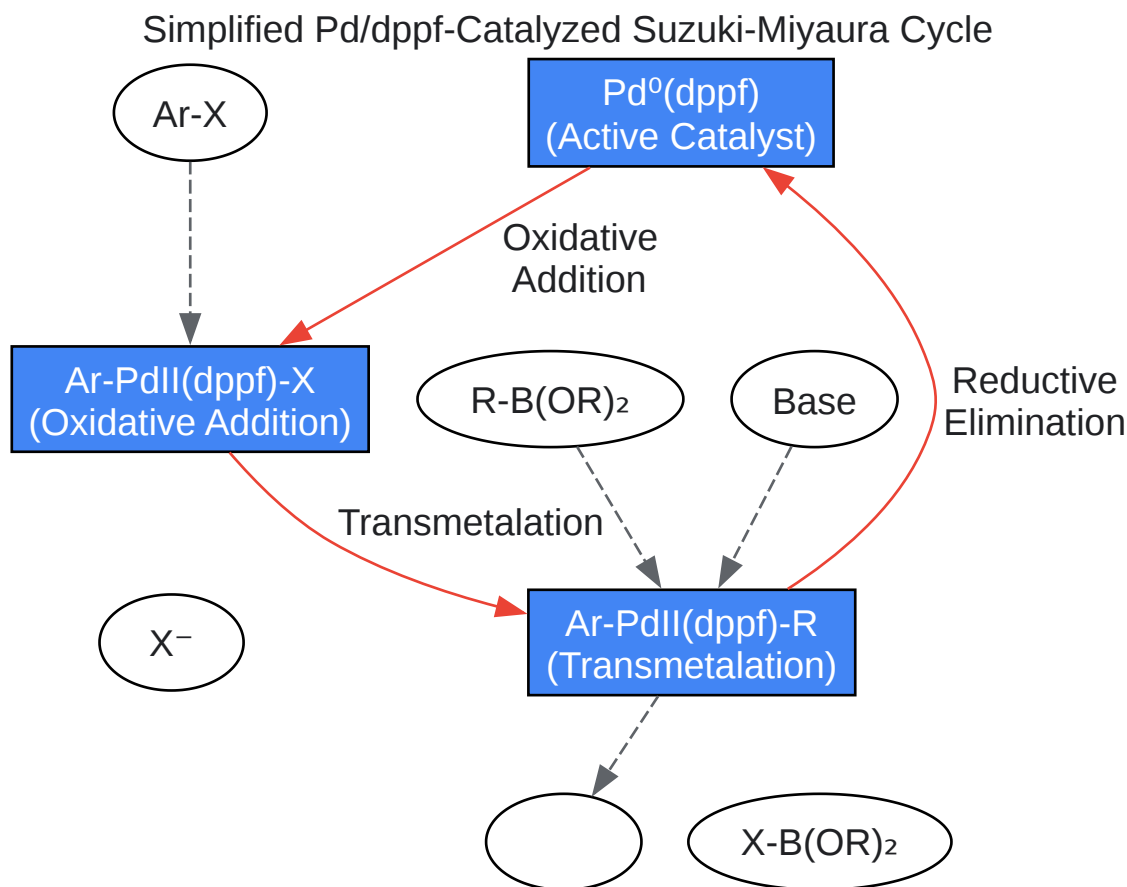 Simplified Pd/dppf-Catalyzed Suzuki-Miyaura Cycle
Ar-X
Pd⁰(dppf)
(Active Catalyst)
Oxidative
Addition
Ar-PdII(dppf)-X
(Oxidative Addition)
R-B(OR)₂
Base
Reductive
Elimination
Transmetalation
X⁻
Ar-PdII(dppf)-R
(Transmetalation)
X-B(OR)₂